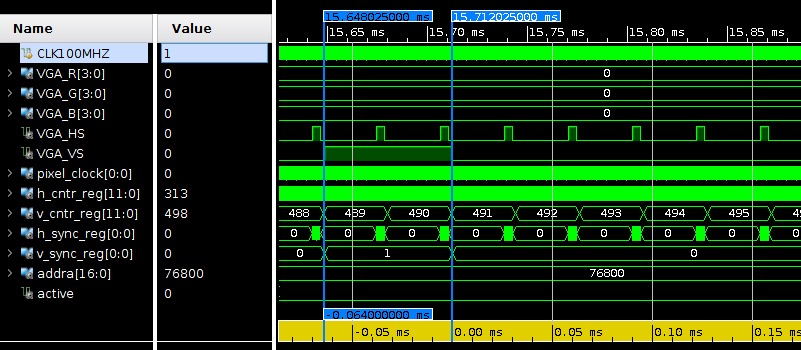 15.648025000 ms 15.712025000 ms
Name Value
15.65 ms 15.70 ms 15.75 ms 15.80 ms 15.85 ms
CLK100MHZ 1
VGA_R[3:0] 0 0
VGA_G[3:0] 0 0
VGA_B[3:0] 0 0
VGA_HS 0
VGA_VS 0
pixel_clock[0:0] 0
h_cntr_reg[11:0] 313
v_cntr_reg[11:0] 498 488 489 490 491 492 493 494 495
h_sync_reg[0:0] 0 0 0 0 0 0 0 0 0
v_sync_reg[0:0] 0 0 1 0
addra[16:0] 76800 76800
active 0
-0.064000000 ms
-0.05 ms 0.00 ms 0.05 ms 0.10 ms 0.15 ms